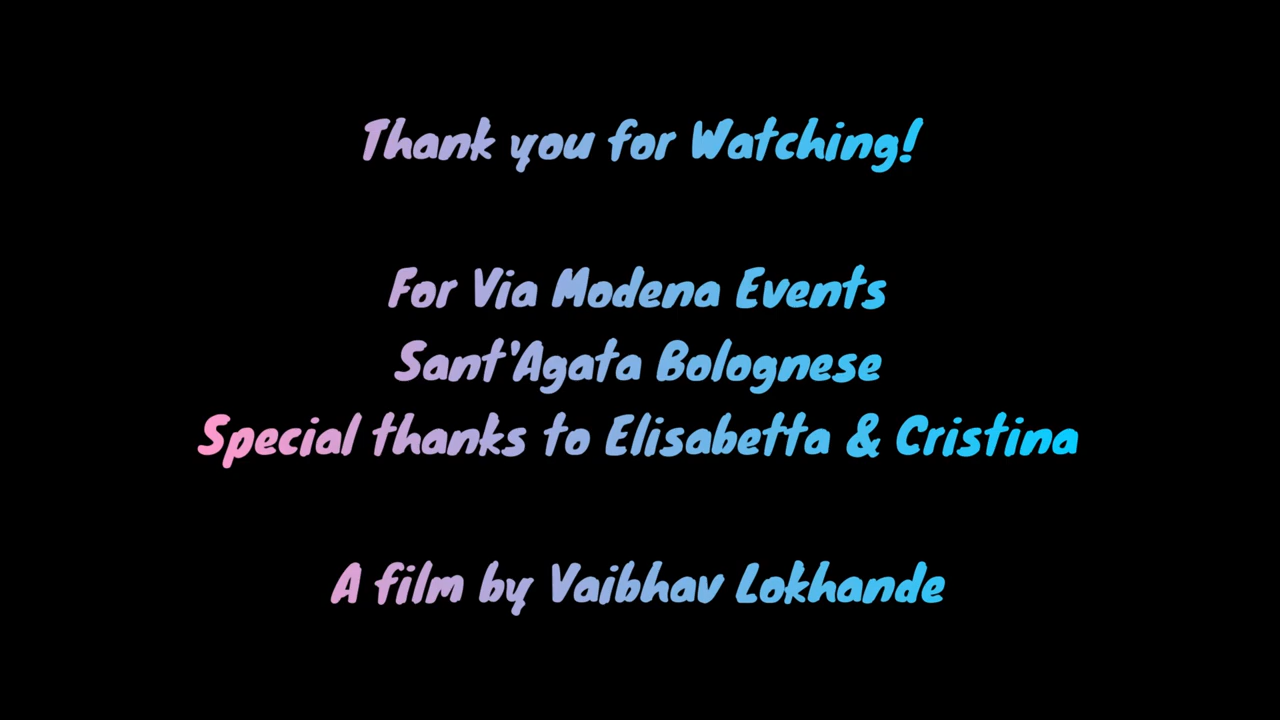 Thank you for Watching!
For Via Modena Events
Sant'Agata Bolognese
Special thanks to Elisabetta & Cristina
A film by Vaibhav Lokhande